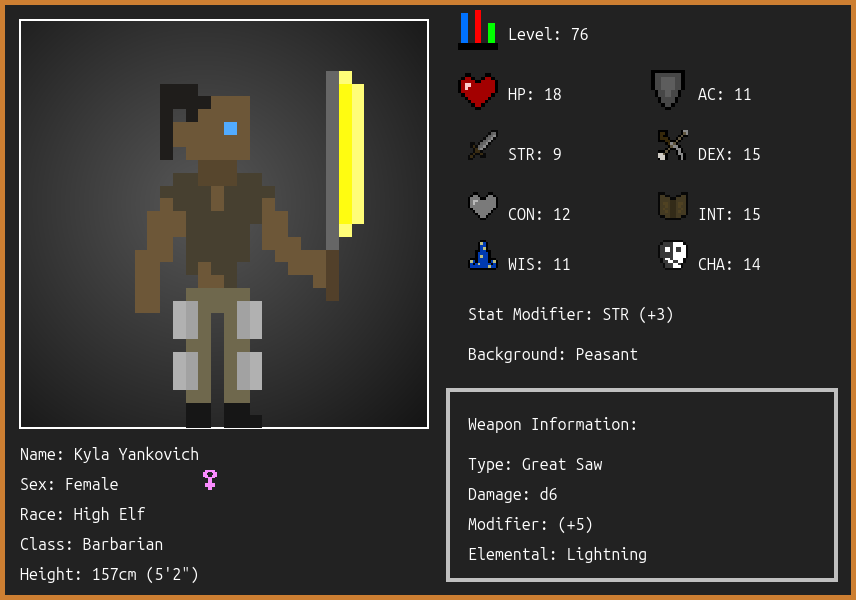 Level: 76
HP: 18
AC: 11
STR: 9
DEX: 15
CON: 12
INT: 15
WIS: 11
CHA: 14
Stat Modifier: STR (+3)
Background: Peasant
Weapon Information:
Type: Great Saw
Damage: d6
Modifier: (+5)
Elemental: Lightning
Name: Kyla Yankovich
Sex: Female
Race: High Elf
Class: Barbarian
Height: 157cm (5'2")